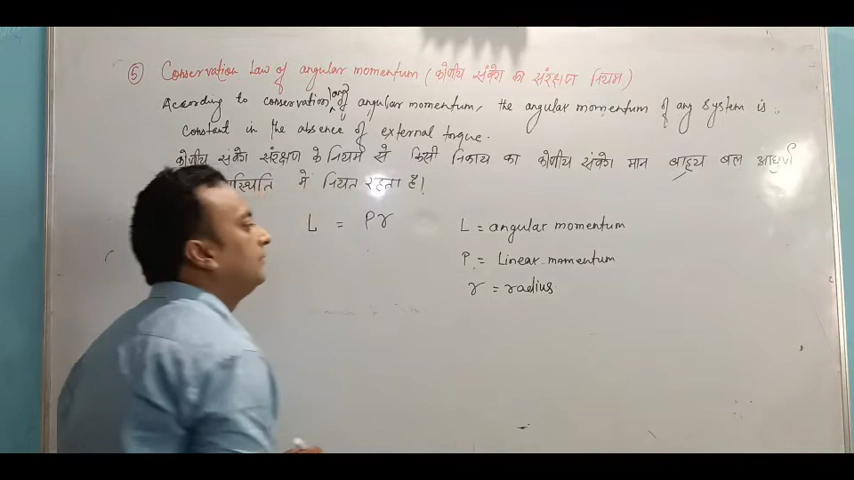 ⑤ Conservation Law of angular momentum (कोणीय संवेग का संरक्षण नियम)
According to conservation law of angular momentum, the angular momentum of any system is
constant in the absence of external torque.
कोणीय संवेग संरक्षण के नियम से किसी निकाय का कोणीय संवेग मान बाह्य बल आघूर्ण
में नियत रहता है।
L = Pr
L = angular momentum
P = Linear momentum
r = radius